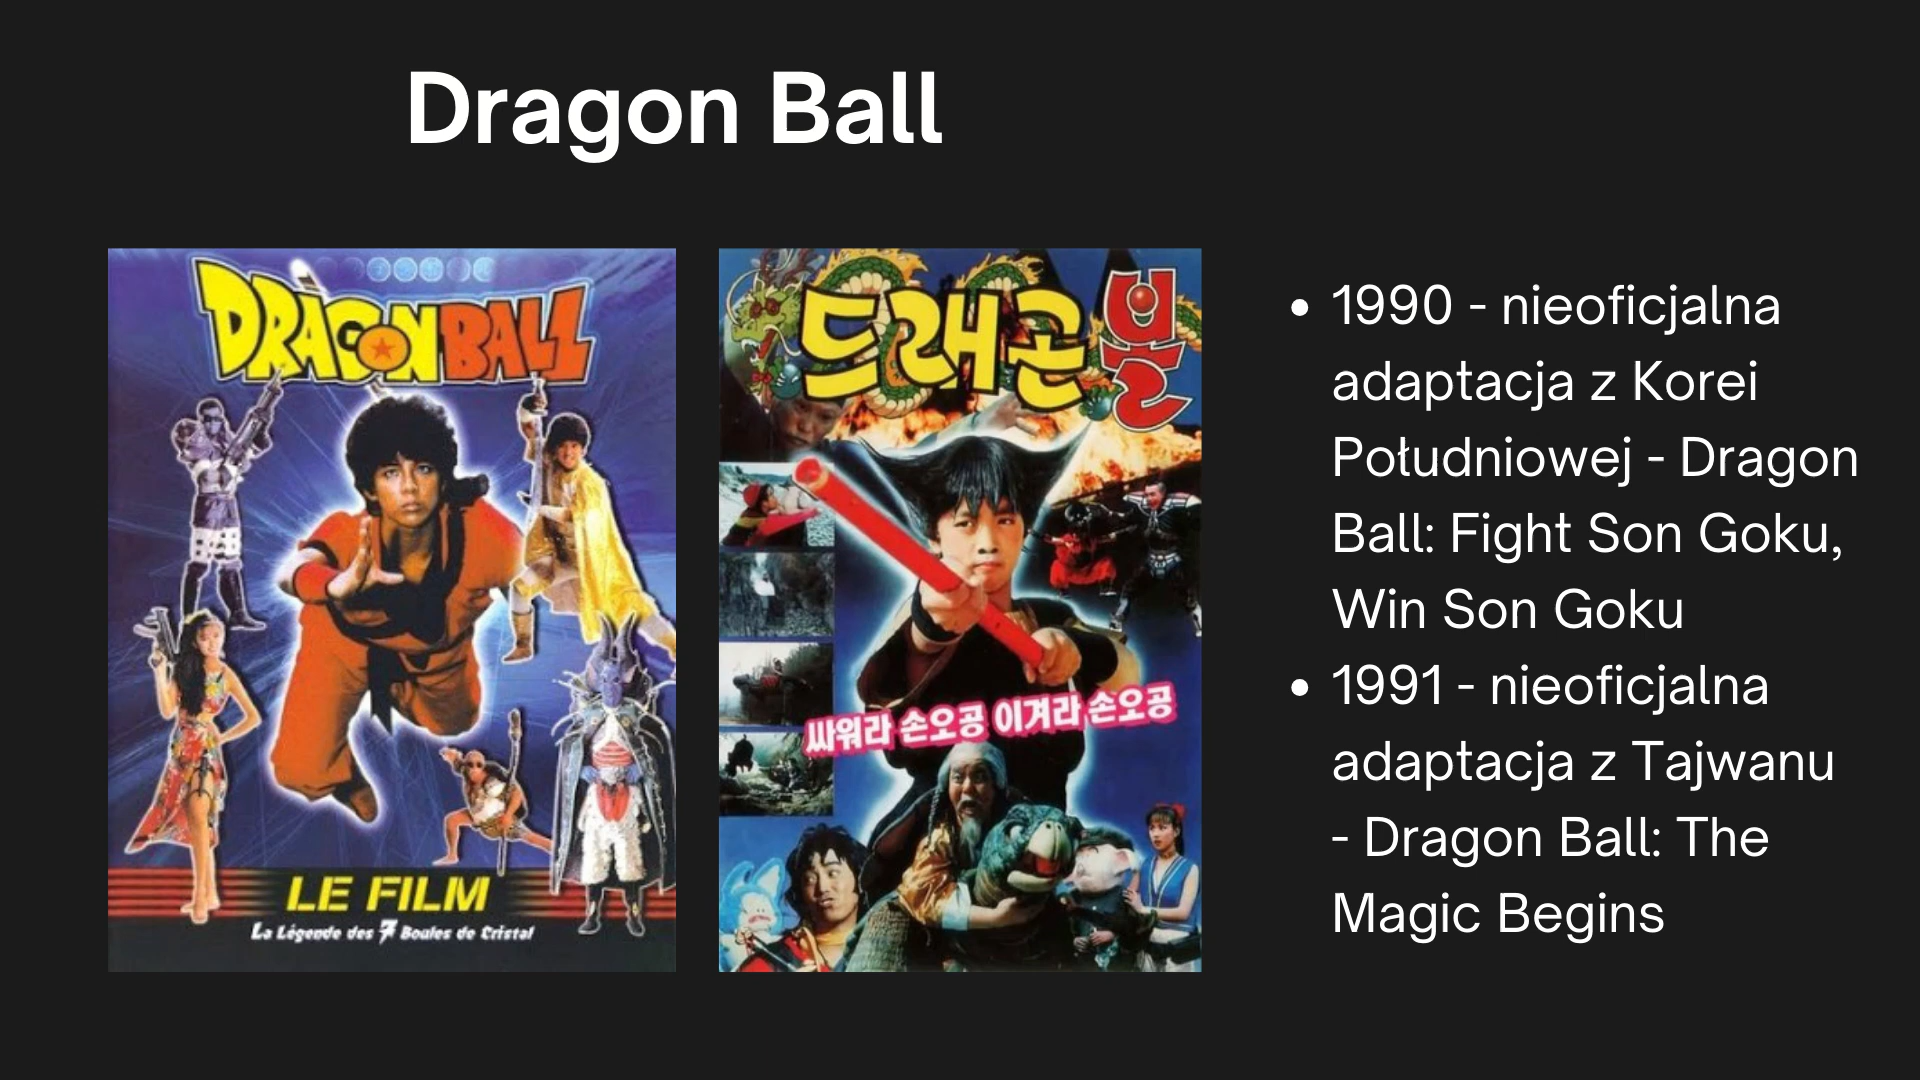 Dragon Ball
DRAGONBALL
LE FILM
La Légende des 7 Boules de Cristal
드래곤볼
싸워라 손오공 이겨라 손오공
• 1990 - nieoficjalna
adaptacja z Korei
Południowej - Dragon
Ball: Fight Son Goku,
Win Son Goku
• 1991 - nieoficjalna
adaptacja z Tajwanu
- Dragon Ball: The
Magic Begins